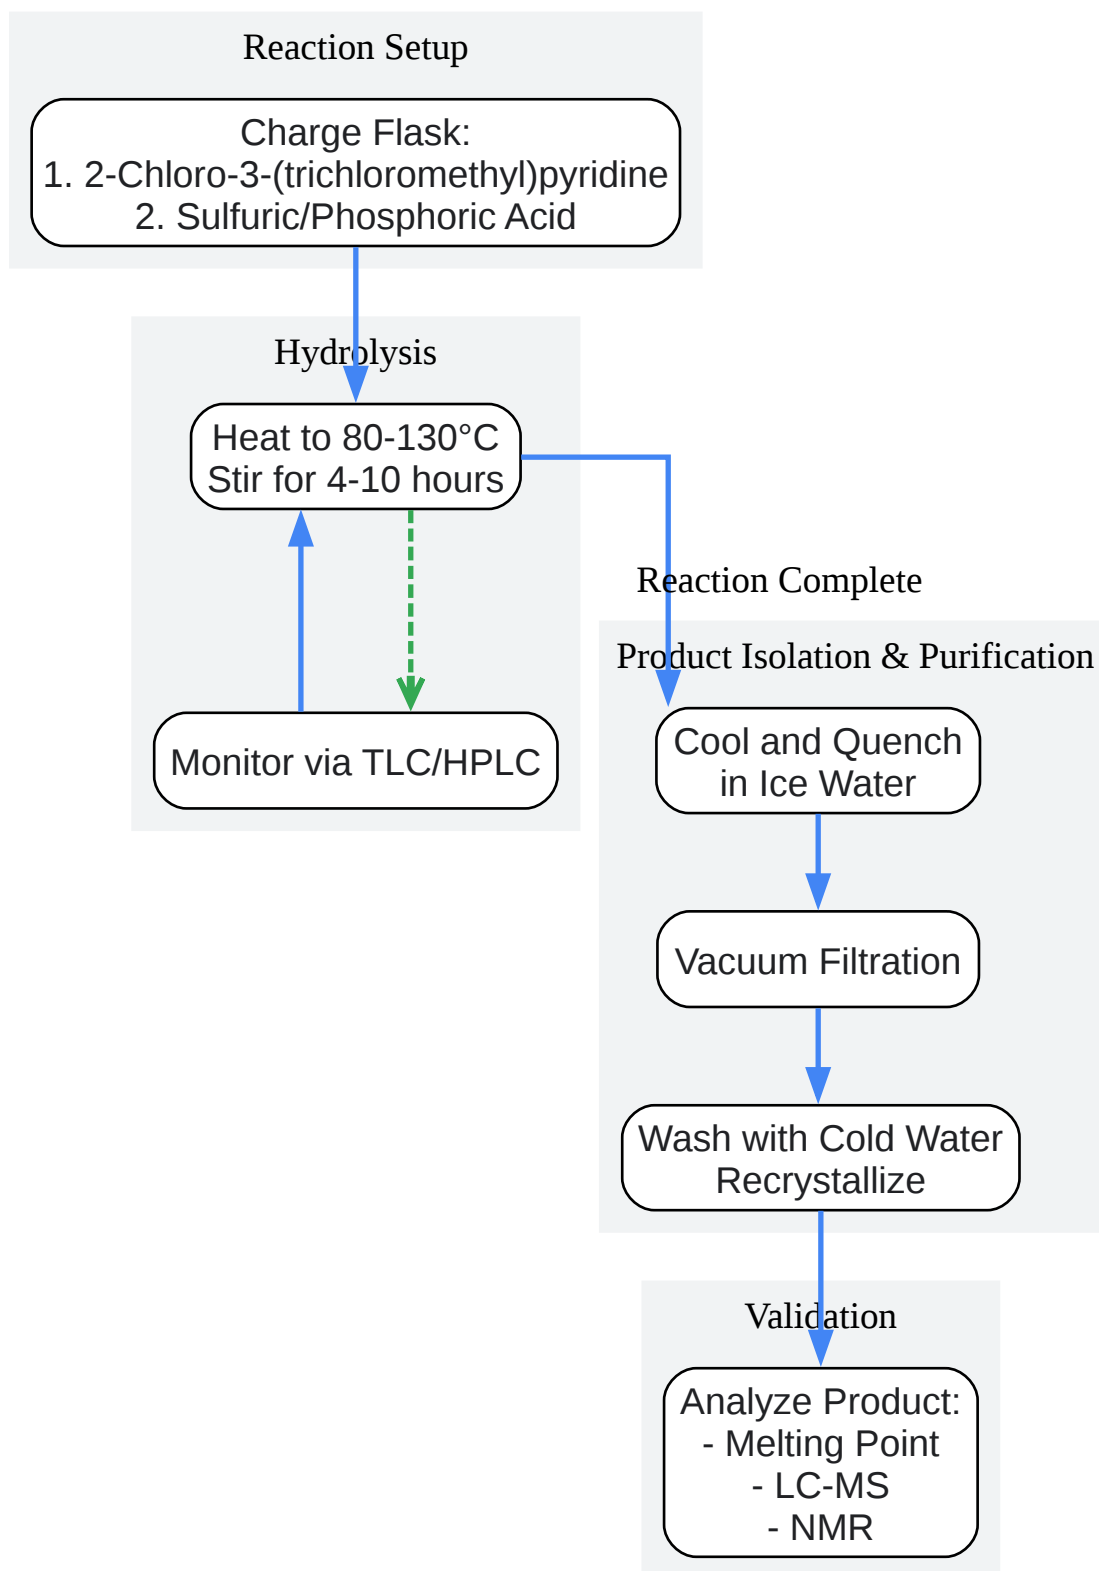 Reaction Setup
Charge Flask:
1. 2-Chloro-3-(trichloromethyl)pyridine
2. Sulfuric/Phosphoric Acid
Hydrolysis
Heat to 80-130°C
Stir for 4-10 hours
Monitor via TLC/HPLC
Reaction Complete
Product Isolation & Purification
Cool and Quench
in Ice Water
Vacuum Filtration
Wash with Cold Water
Recrystallize
Validation
Analyze Product:
- Melting Point
- LC-MS
- NMR